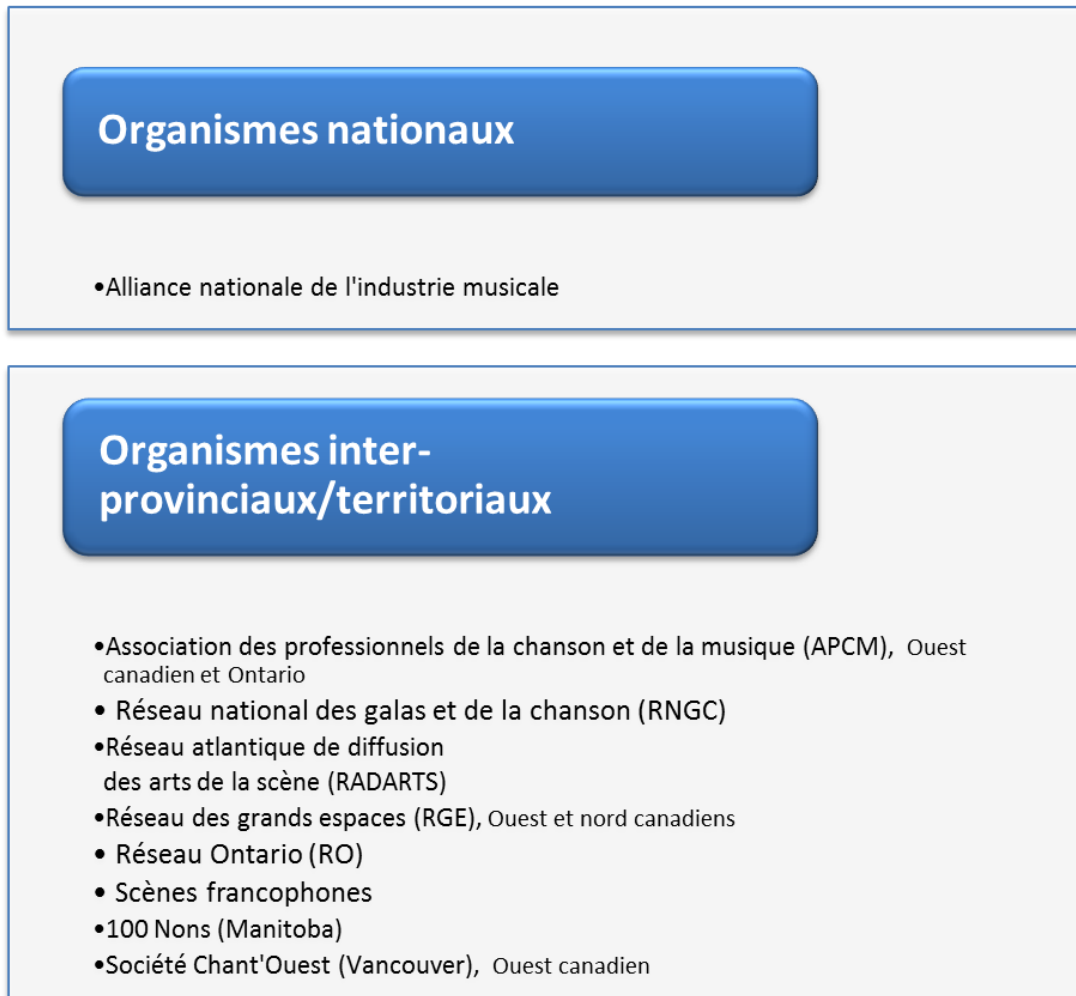 Organismes nationaux
•Alliance nationale de l'industrie musicale
Organismes inter-
provinciaux/territoriaux
•Association des professionnels de la chanson et de la musique (APCM), Ouest
canadien et Ontario
• Réseau national des galas et de la chanson (RNGC)
•Réseau atlantique de diffusion
des arts de la scène (RADARTS)
•Réseau des grands espaces (RGE), Ouest et nord canadiens
• Réseau Ontario (RO)
• Scènes francophones
•100 Nons (Manitoba)
•Société Chant'Ouest (Vancouver), Ouest canadien